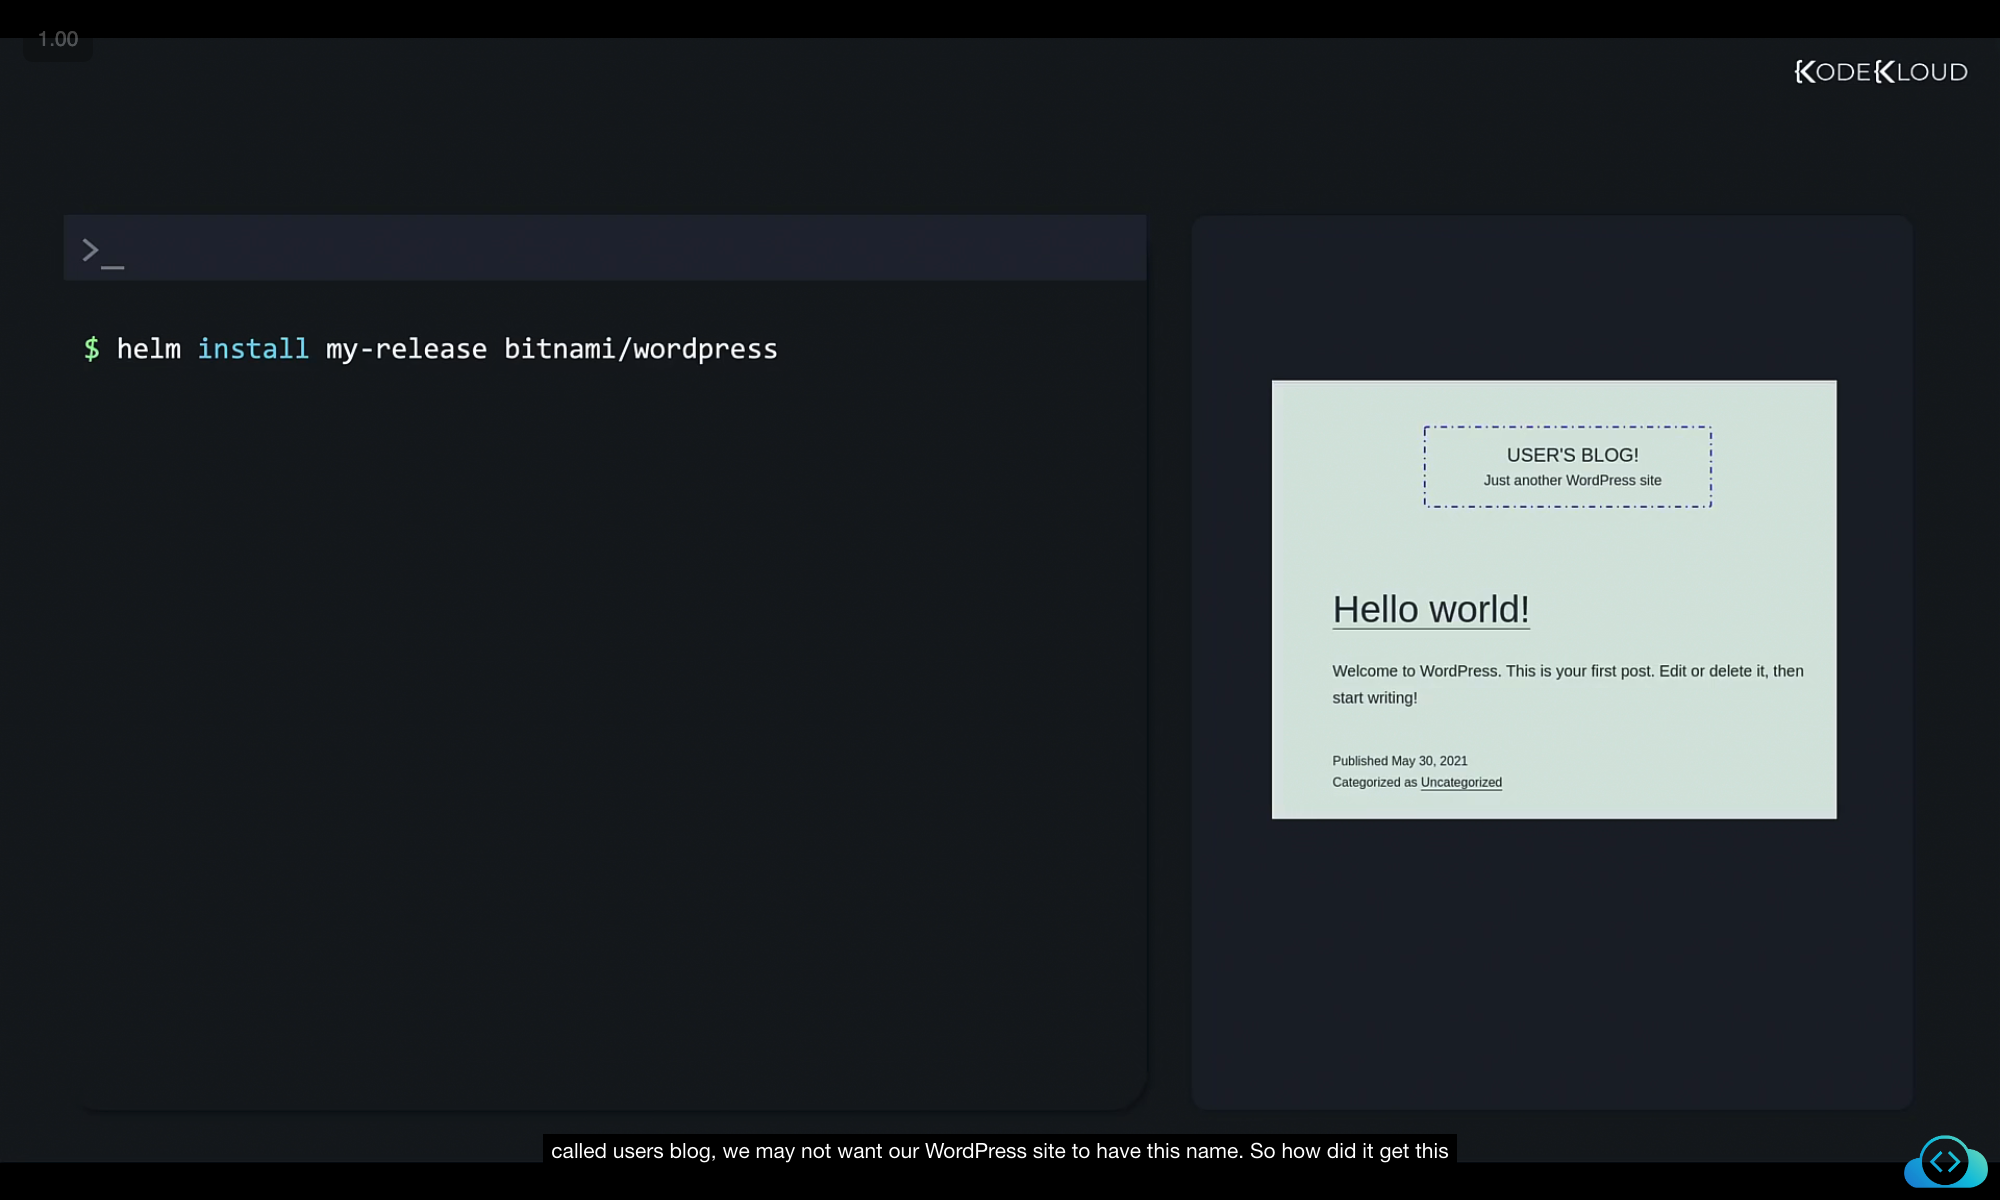 1.00
KODEKLOUD
>_
$ helm install my-release bitnami/wordpress
USER'S BLOG!
Just another WordPress site
Hello world!
Welcome to WordPress. This is your first post. Edit or delete it, then
start writing!
Published May 30, 2021
Categorized as Uncategorized
called users blog, we may not want our WordPress site to have this name. So how did it get this